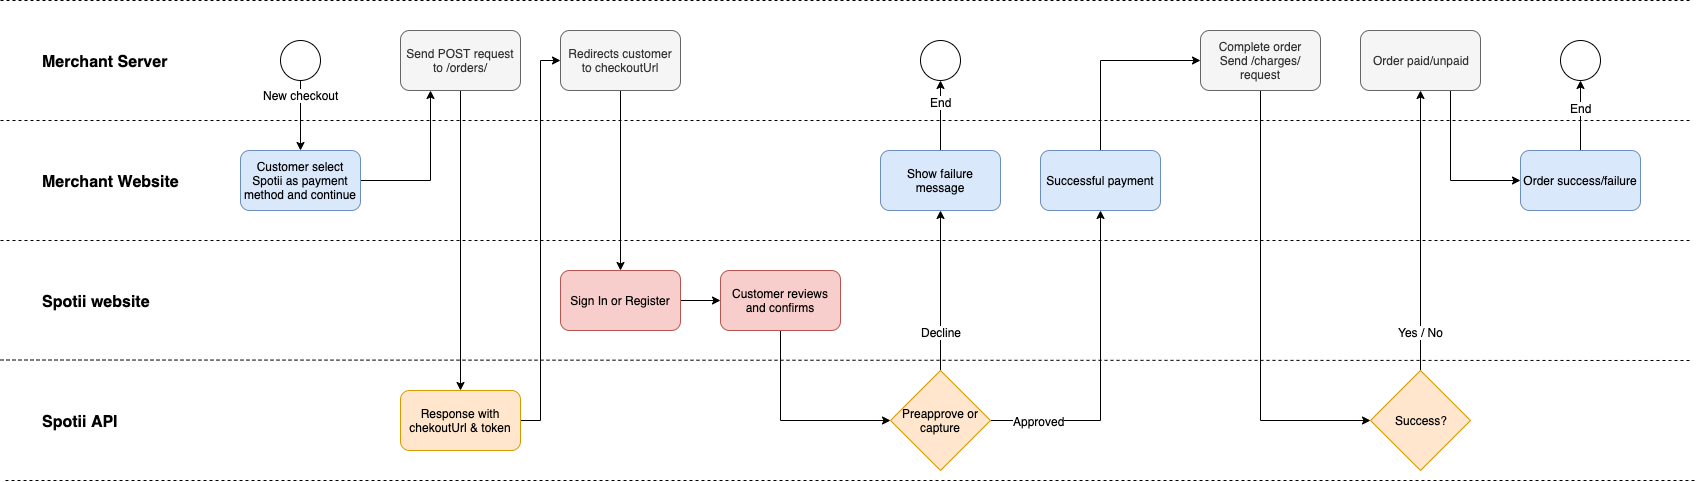 Merchant Server
New checkout
Send POST request
to /orders/
Redirects customer
to checkoutUrl
End
Complete order
Send /charges/
request
Order paid/unpaid
End
Merchant Website
Customer select
Spotii as payment
method and continue
Show failure
message
Successful payment
Order success/failure
Spotii website
Sign In or Register
Customer reviews
and confirms
Decline
Yes / No
Spotii API
Response with
chekoutUrl & token
Preapprove or
capture
Approved
Success?